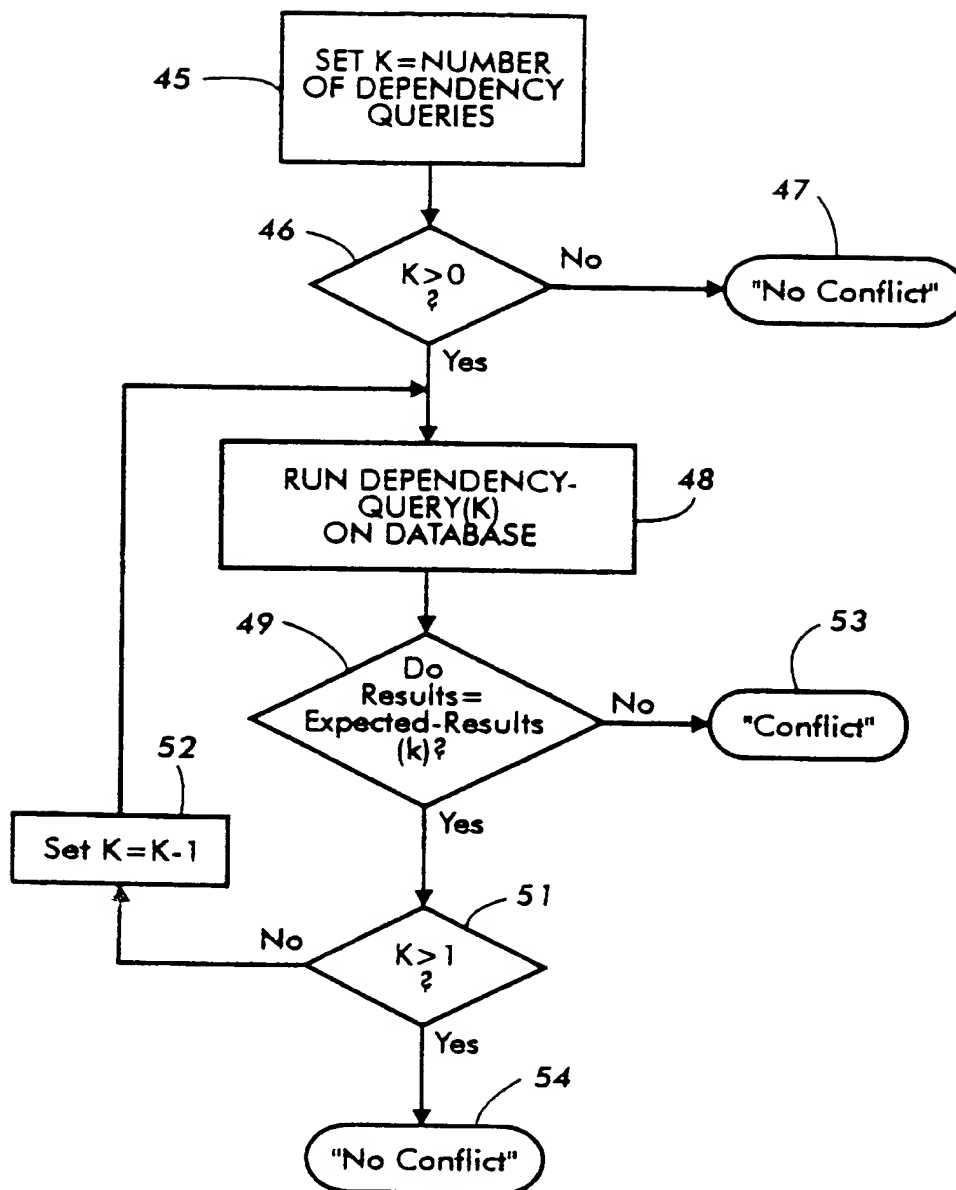 45
SET K=NUMBER
OF DEPENDENCY
QUERIES
46
K>0
?
No
47
"No Conflict"
Yes
RUN DEPENDENCY-
QUERY(K)
ON DATABASE
48
49
Do
Results=
Expected-Results
(k)?
No
53
"Conflict"
Yes
52
Set K=K-1
51
No
K>1
?
Yes
54
"No Conflict"